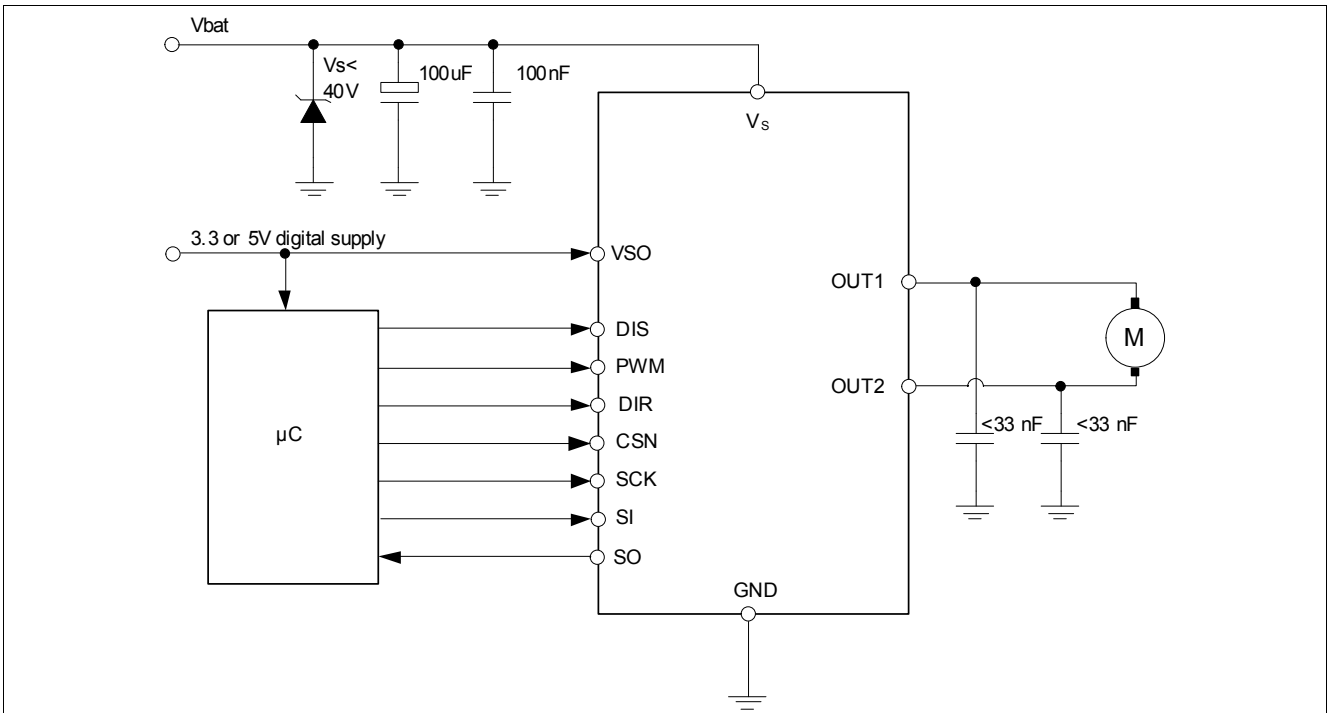 Vbat
Vs<
40V
100uF
100nF
Vs
3.3 or 5V digital supply
VSO
OUT1
DIS
PWM
M
DIR
OUT2
µC
CSN
<33 nF
<33 nF
SCK
SI
SO
GND